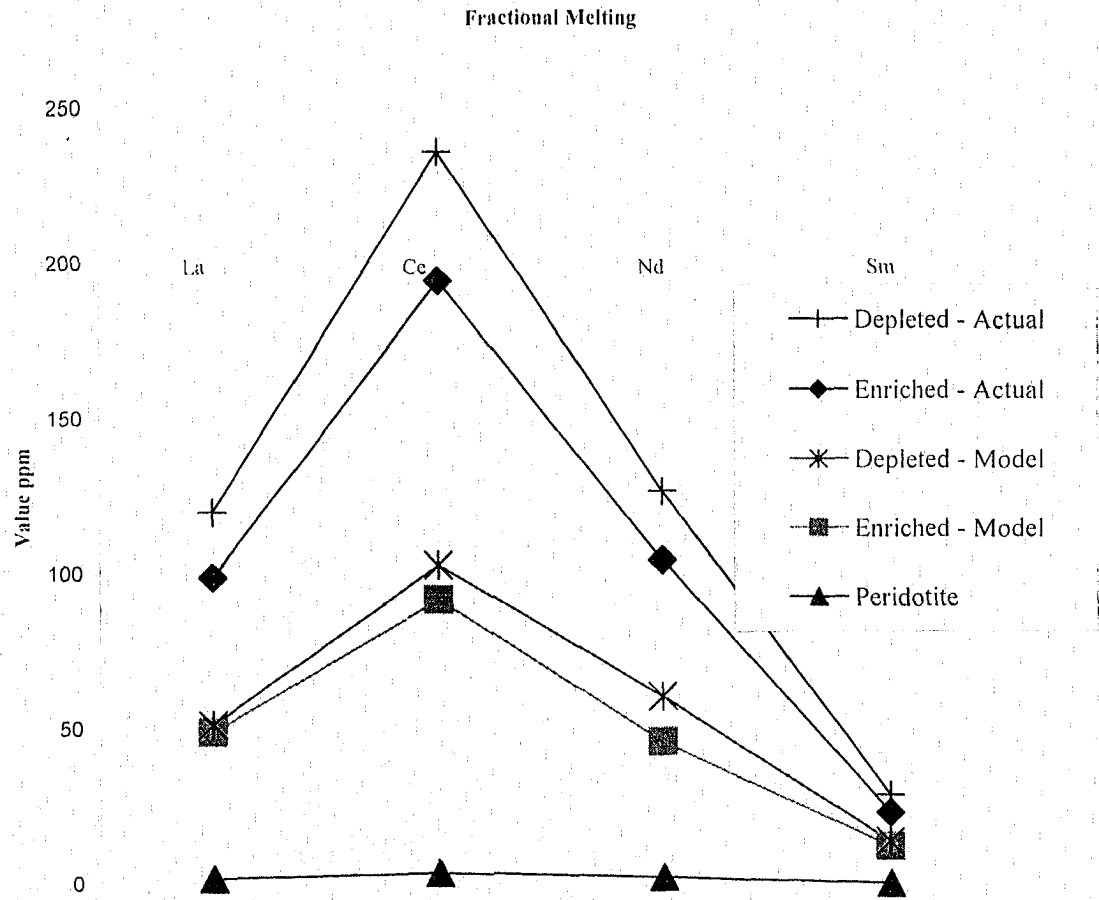 Fractional Melting
250
200
La Ce Nd Sm
Depleted - Actual
Enriched - Actual
150
Depleted - Model
Value ppm
Enriched - Model
100
Peridotite
50
0